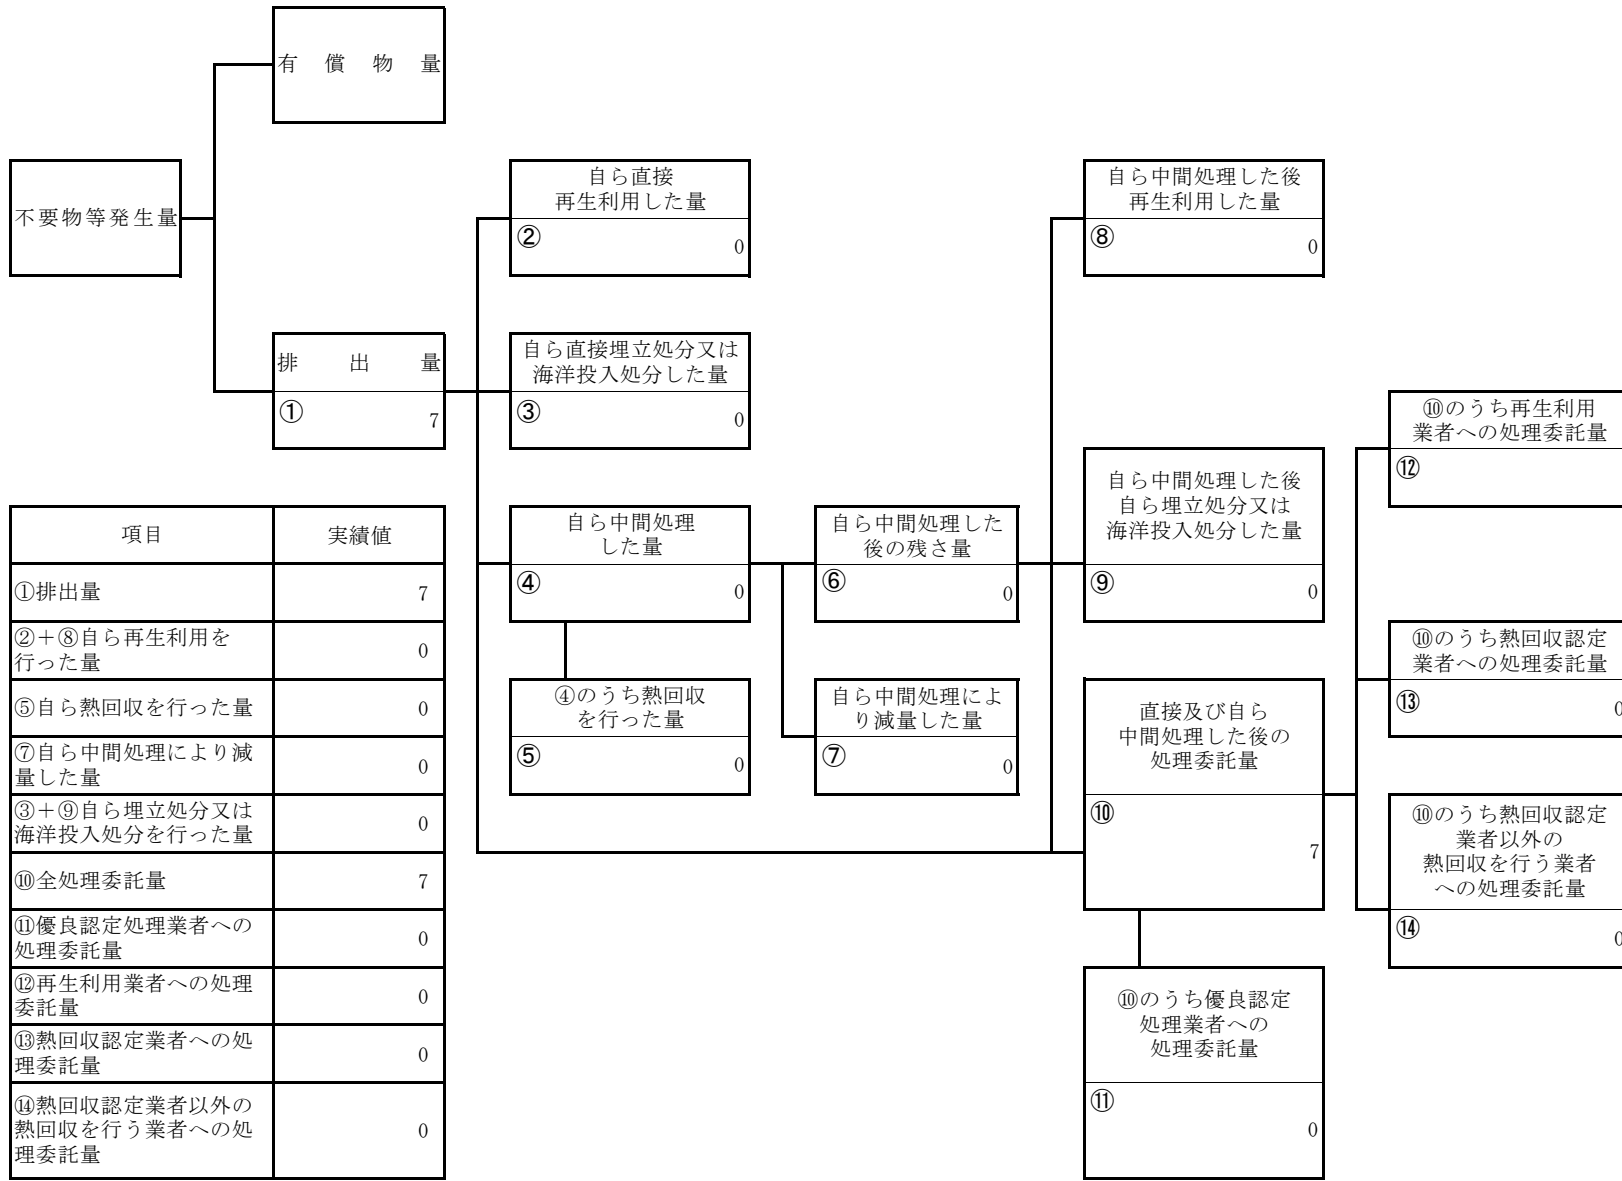 有償物量
不要物等発生量
自ら直接
再生利用した量
② 0
自ら中間処理した後
再生利用した量
⑧ 0
排出量
① 7
自ら直接埋立処分又は
海洋投入処分した量
③ 0
⑩のうち再生利用
業者への処理委託量
⑫
自ら中間処理
した量
④ 0
自ら中間処理した
後の残さ量
⑥ 0
自ら中間処理した後
自ら埋立処分又は
海洋投入処分した量
⑨ 0
⑩のうち熱回収認定
業者への処理委託量
⑬ 0
④のうち熱回収
を行った量
⑤ 0
自ら中間処理によ
り減量した量
⑦ 0
直接及び自ら
中間処理した後の
処理委託量
⑩
7
⑩のうち熱回収認定
業者以外の
熱回収を行う業者
への処理委託量
⑭ 0
⑩のうち優良認定
処理業者への
処理委託量
⑪
0
項目 実績値
①排出量 7
②+⑧自ら再生利用を
行った量 0
⑤自ら熱回収を行った量 0
⑦自ら中間処理により減
量した量 0
③+⑨自ら埋立処分又は
海洋投入処分を行った量 0
⑩全処理委託量 7
⑪優良認定処理業者への
処理委託量 0
⑫再生利用業者への処理
委託量 0
⑬熱回収認定業者への処
理委託量 0
⑭熱回収認定業者以外の
熱回収を行う業者への処 0
理委託量